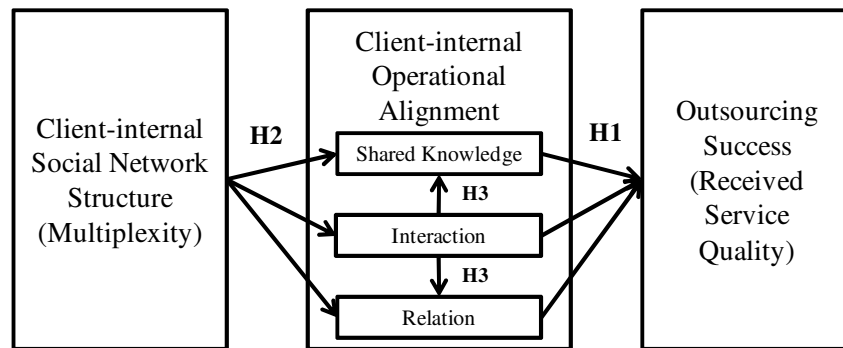 Client-internal
Social Network
Structure
(Multiplexity)
H2
Client-internal
Operational
Alignment
Shared Knowledge
H3
Interaction
H3
Relation
H1
Outsourcing
Success
(Received
Service
Quality)